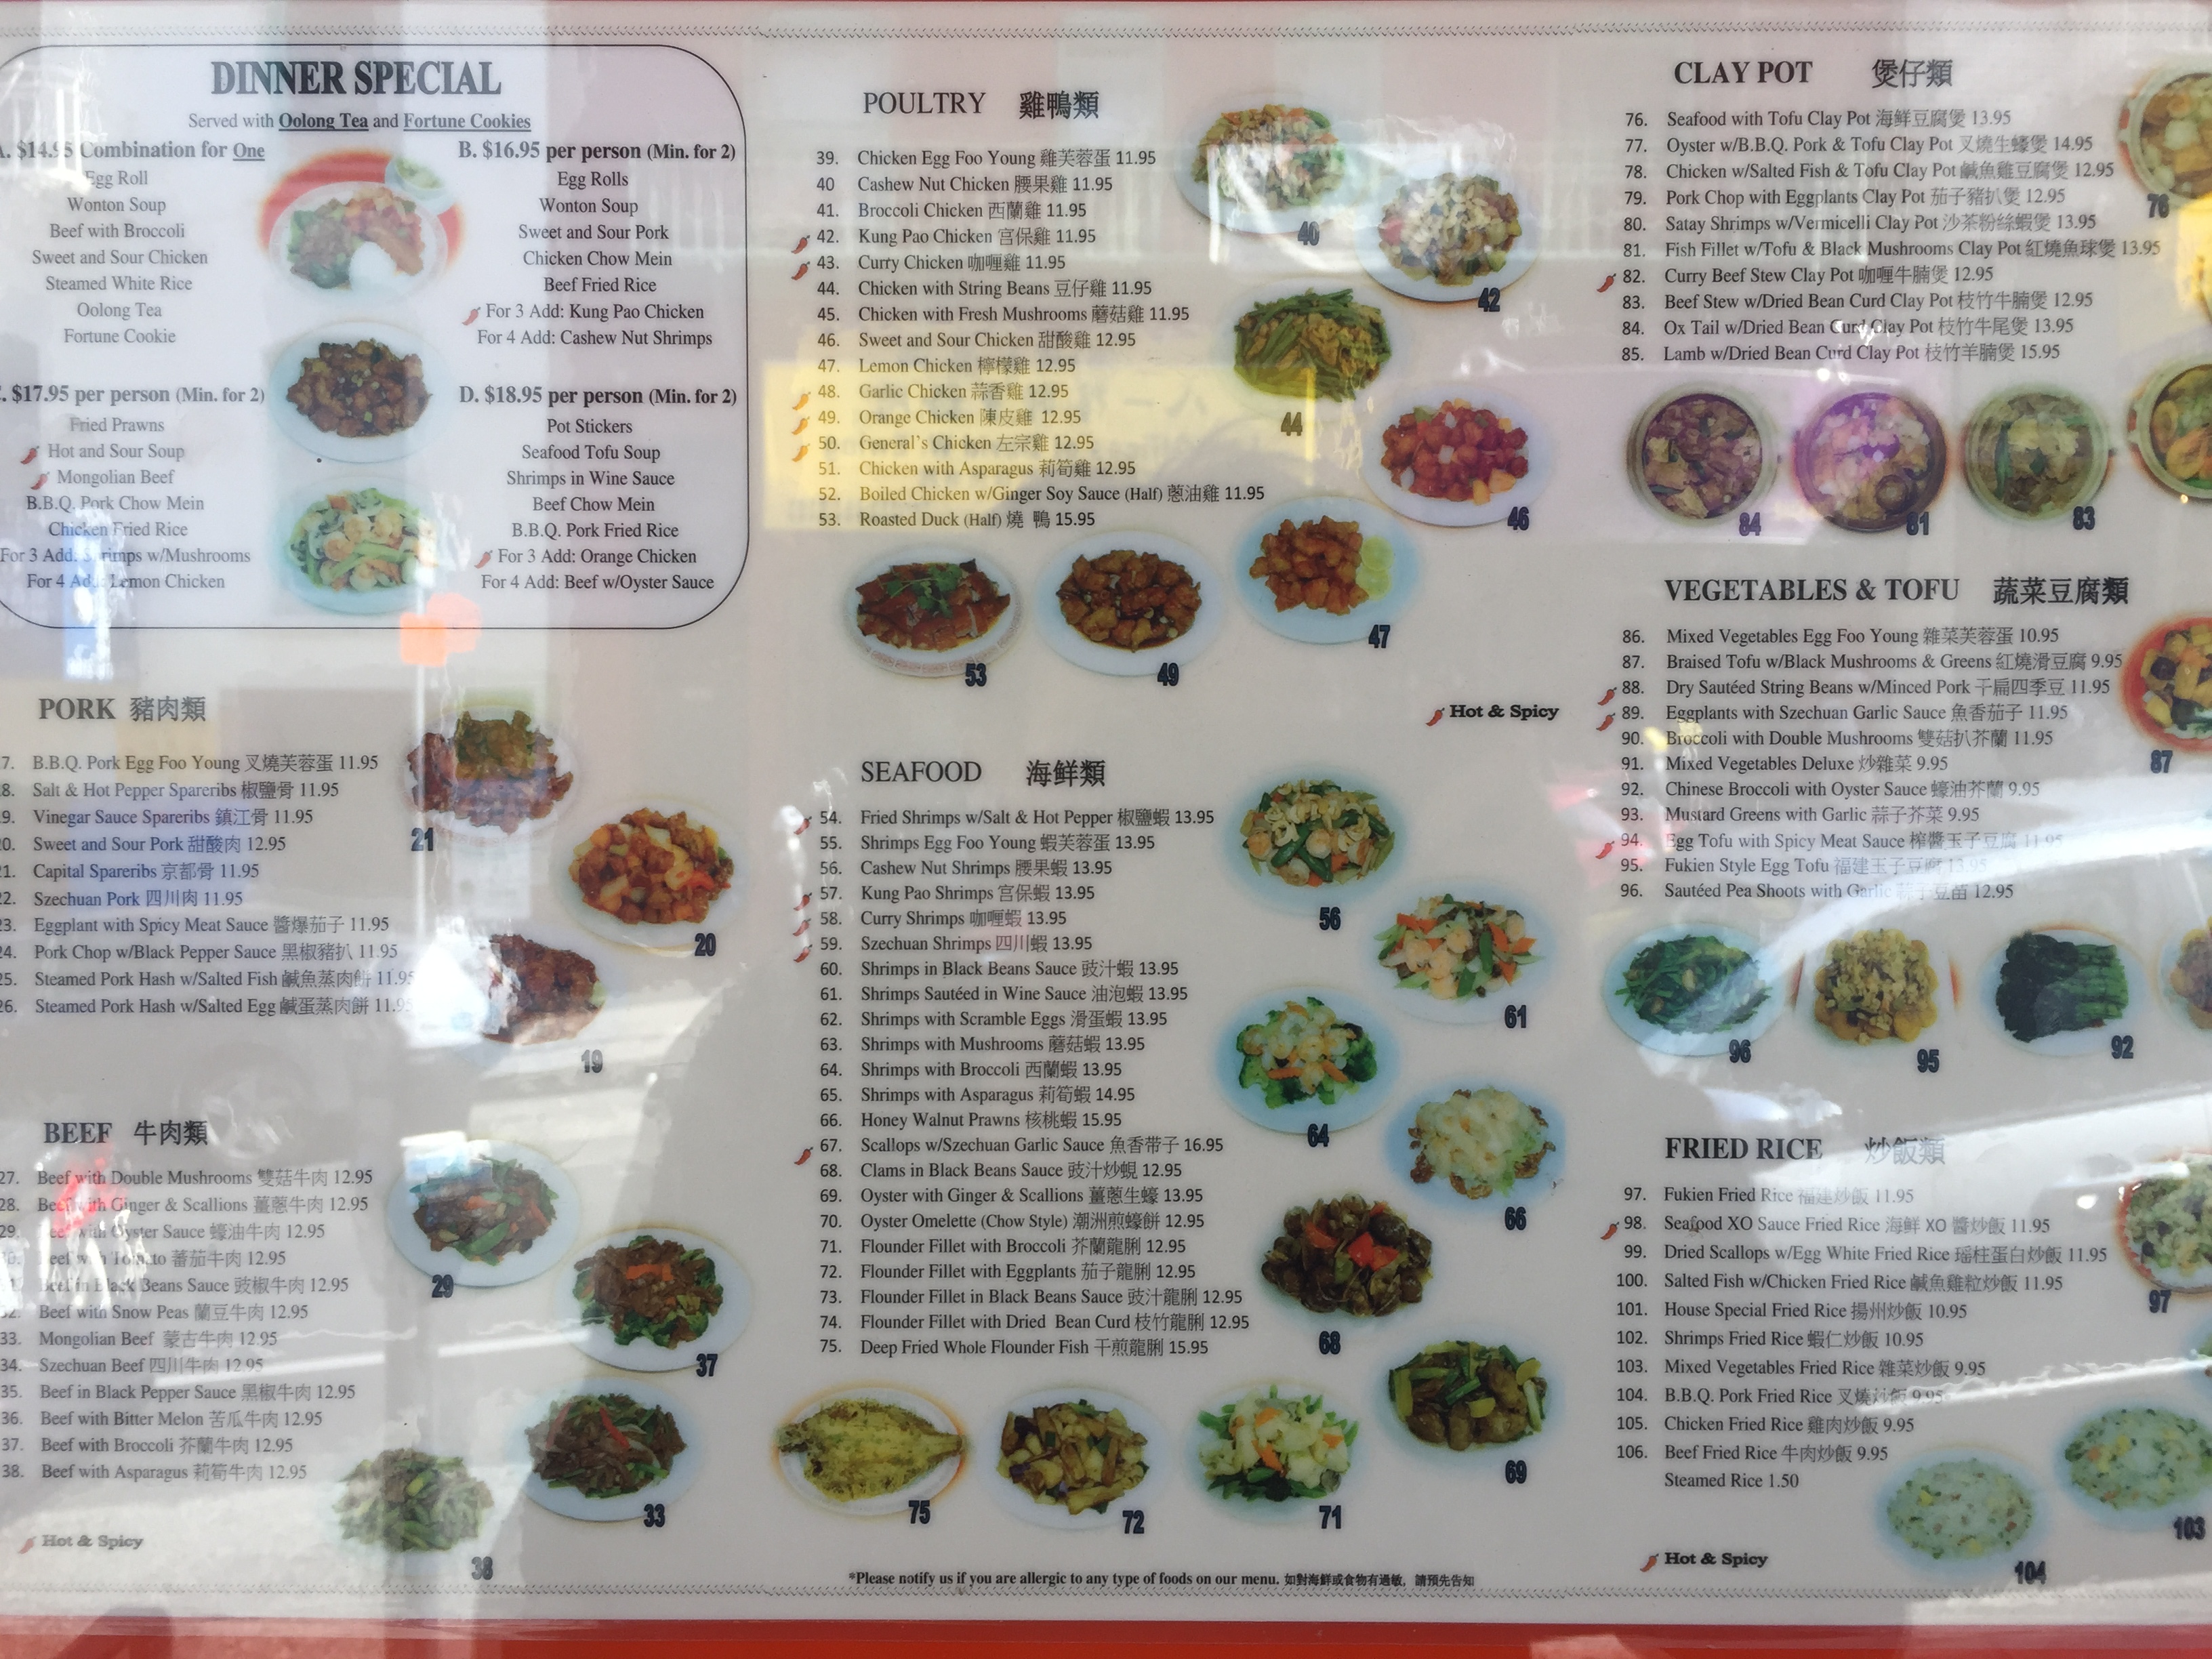 DINNER SPECIAL
Served with Oolong Tea and Fortune Cookies
A. $14.95 Combination for One
Egg Roll
Wonton Soup
Beef with Broccoli
Sweet and Sour Chicken
Steamed White Rice
Oolong Tea
Fortune Cookie
B. $16.95 per person (Min. for 2)
Egg Rolls
Wonton Soup
Sweet and Sour Pork
Chicken Chow Mein
Beef Fried Rice
For 3 Add: Kung Pao Chicken
For 4 Add: Cashew Nut Shrimps
. $17.95 per person (Min. for 2)
Fried Prawns
Hot and Sour Soup
Mongolian Beef
B.B.Q. Pork Chow Mein
Chicken Fried Rice
For 3 Add: Shrimps w/Mushrooms
For 4 Add: Lemon Chicken
D. $18.95 per person (Min. for 2)
Pot Stickers
Seafood Tofu Soup
Shrimps in Wine Sauce
Beef Chow Mein
B.B.Q. Pork Fried Rice
For 3 Add: Orange Chicken
For 4 Add: Beef w/Oyster Sauce
PORK 豬肉類
7. B.B.Q. Pork Egg Foo Young 叉燒芙蓉蛋 11.95
8. Salt & Hot Pepper Spareribs 椒鹽骨 11.95
9. Vinegar Sauce Spareribs 鎮江骨 11.95
0. Sweet and Sour Pork 甜酸肉 12.95
1. Capital Spareribs 京都骨 11.95
22. Szechuan Pork 四川肉 11.95
23. Eggplant with Spicy Meat Sauce 醬爆茄子 11.95
24. Pork Chop w/Black Pepper Sauce 黑椒豬扒 11.95
25. Steamed Pork Hash w/Salted Fish 鹹魚蒸肉餅 11.95
26. Steamed Pork Hash w/Salted Egg 鹹蛋蒸肉餅 11.95
21
20
19
BEEF 牛肉類
27. Beef with Double Mushrooms 雙菇牛肉 12.95
28. Beef with Ginger & Scallions 薑蔥牛肉 12.95
29. Beef with Oyster Sauce 蠔油牛肉 12.95
Beef with Tomato 蕃茄牛肉 12.95
Beef in Black Beans Sauce 豉椒牛肉 12.95
32. Beef with Snow Peas 蘭豆牛肉 12.95
33. Mongolian Beef 蒙古牛肉 12.95
34. Szechuan Beef 四川牛肉 12.95
35. Beef in Black Pepper Sauce 黑椒牛肉 12.95
36. Beef with Bitter Melon 苦瓜牛肉 12.95
37. Beef with Broccoli 芥蘭牛肉 12.95
38. Beef with Asparagus 莉筍牛肉 12.95
29
37
33
38
Hot & Spicy
POULTRY 雞鴨類
39. Chicken Egg Foo Young 雞芙蓉蛋 11.95
40 Cashew Nut Chicken 腰果雞 11.95
41. Broccoli Chicken 西蘭雞 11.95
42. Kung Pao Chicken 宮保雞 11.95
43. Curry Chicken 咖喱雞 11.95
44. Chicken with String Beans 豆仔雞 11.95
45. Chicken with Fresh Mushrooms 蘑菇雞 11.95
46. Sweet and Sour Chicken 甜酸雞 12.95
47. Lemon Chicken 檸檬雞 12.95
48. Garlic Chicken 蒜香雞 12.95
49. Orange Chicken 陳皮雞 12.95
50. General's Chicken 左宗雞 12.95
51. Chicken with Asparagus 莉筍雞 12.95
52. Boiled Chicken w/Ginger Soy Sauce (Half) 蔥油雞 11.95
53. Roasted Duck (Half) 燒 鴨 15.95
40
42
44
46
47
49
53
Hot & Spicy
SEAFOOD 海鲜類
54. Fried Shrimps w/Salt & Hot Pepper 椒鹽蝦 13.95
55. Shrimps Egg Foo Young 蝦芙蓉蛋 13.95
56. Cashew Nut Shrimps 腰果蝦 13.95
57. Kung Pao Shrimps 宮保蝦 13.95
58. Curry Shrimps 咖喱蝦 13.95
59. Szechuan Shrimps 四川蝦 13.95
60. Shrimps in Black Beans Sauce 豉汁蝦 13.95
61. Shrimps Sautéed in Wine Sauce 油泡蝦 13.95
62. Shrimps with Scramble Eggs 滑蛋蝦 13.95
63. Shrimps with Mushrooms 蘑菇蝦 13.95
64. Shrimps with Broccoli 西蘭蝦 13.95
65. Shrimps with Asparagus 莉筍蝦 14.95
66. Honey Walnut Prawns 核桃蝦 15.95
67. Scallops w/Szechuan Garlic Sauce 魚香带子 16.95
68. Clams in Black Beans Sauce 豉汁炒蜆 12.95
69. Oyster with Ginger & Scallions 薑蔥生蠔 13.95
70. Oyster Omelette (Chow Style) 潮洲煎蠔餅 12.95
71. Flounder Fillet with Broccoli 芥蘭龍脷 12.95
72. Flounder Fillet with Eggplants 茄子龍脷 12.95
73. Flounder Fillet in Black Beans Sauce 豉汁龍脷 12.95
74. Flounder Fillet with Dried Bean Curd 枝竹龍脷 12.95
75. Deep Fried Whole Flounder Fish 干煎龍脷 15.95
56
61
64
66
68
69
75
72
71
*Please notify us if you are allergic to any type of foods on our menu. 如對海鮮或食物有過敏, 請預先告知
CLAY POT 煲仔類
76. Seafood with Tofu Clay Pot 海鮮豆腐煲 13.95
77. Oyster w/B.B.Q. Pork & Tofu Clay Pot 叉燒生蠔煲 14.95
78. Chicken w/Salted Fish & Tofu Clay Pot 鹹魚雞豆腐煲 12.95
79. Pork Chop with Eggplants Clay Pot 茄子豬扒煲 12.95
80. Satay Shrimps w/Vermicelli Clay Pot 沙茶粉絲蝦煲 13.95
81. Fish Fillet w/Tofu & Black Mushrooms Clay Pot 紅燒魚球煲 13.95
82. Curry Beef Stew Clay Pot 咖喱牛腩煲 12.95
83. Beef Stew w/Dried Bean Curd Clay Pot 枝竹牛腩煲 12.95
84. Ox Tail w/Dried Bean Curd Clay Pot 枝竹牛尾煲 13.95
85. Lamb w/Dried Bean Curd Clay Pot 枝竹羊腩煲 15.95
76
84
81
83
VEGETABLES & TOFU 蔬菜豆腐類
86. Mixed Vegetables Egg Foo Young 雜菜芙蓉蛋 10.95
87. Braised Tofu w/Black Mushrooms & Greens 紅燒滑豆腐 9.95
88. Dry Sautéed String Beans w/Minced Pork 干扁四季豆 11.95
89. Eggplants with Szechuan Garlic Sauce 魚香茄子 11.95
90. Broccoli with Double Mushrooms 雙菇扒芥蘭 11.95
91. Mixed Vegetables Deluxe 炒雜菜 9.95
92. Chinese Broccoli with Oyster Sauce 蠔油芥蘭 9.95
93. Mustard Greens with Garlic 蒜子芥菜 9.95
94. Egg Tofu with Spicy Meat Sauce 榨醬玉子豆腐 11.95
95. Fukien Style Egg Tofu 福建玉子豆腐 13.95
96. Sautéed Pea Shoots with Garlic 蒜子豆苗 12.95
87
96
95
92
FRIED RICE 炒飯類
97. Fukien Fried Rice 福建炒飯 11.95
98. Seafood XO Sauce Fried Rice 海鮮 XO 醬炒飯 11.95
99. Dried Scallops w/Egg White Fried Rice 瑶柱蛋白炒飯 11.95
100. Salted Fish w/Chicken Fried Rice 鹹魚雞粒炒飯 11.95
101. House Special Fried Rice 揚州炒飯 10.95
102. Shrimps Fried Rice 蝦仁炒飯 10.95
103. Mixed Vegetables Fried Rice 雜菜炒飯 9.95
104. B.B.Q. Pork Fried Rice 叉燒炒飯 9.95
105. Chicken Fried Rice 雞肉炒飯 9.95
106. Beef Fried Rice 牛肉炒飯 9.95
Steamed Rice 1.50
97
103
104
Hot & Spicy